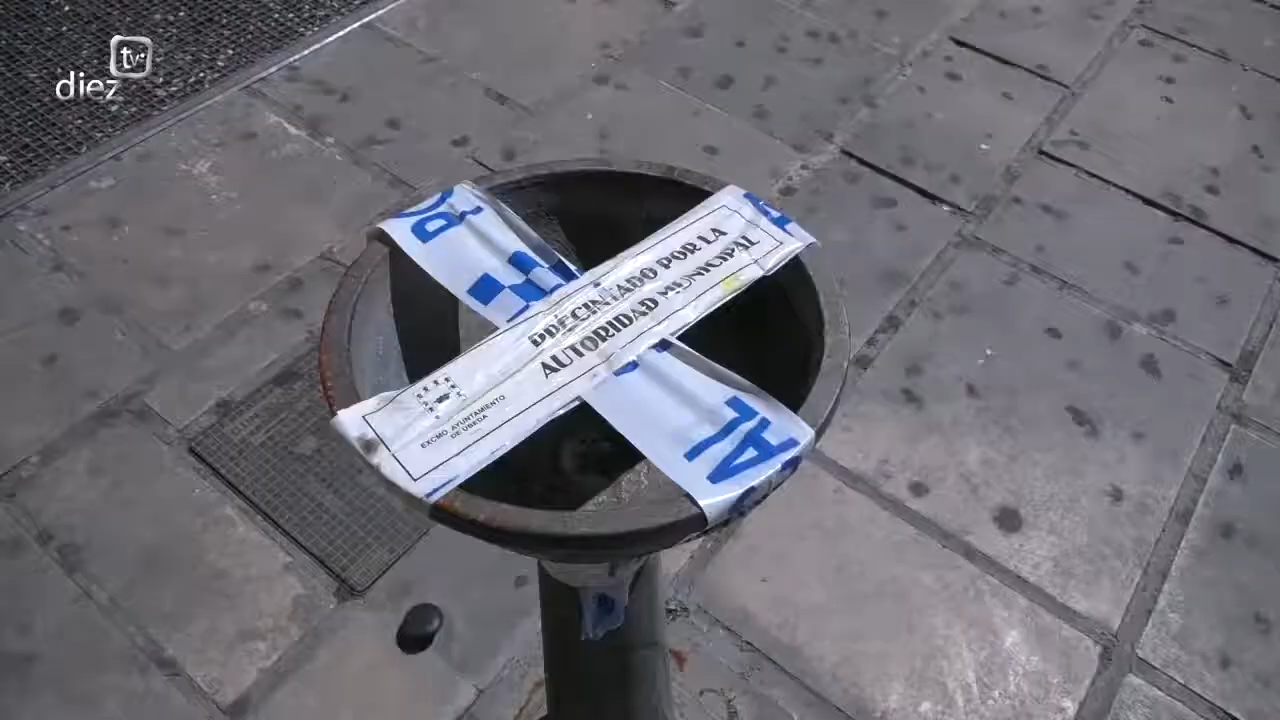 tv
diez
PRECINTADO POR LA
AUTORIDAD MUNICIPAL
EXCMO. AYUNTAMIENTO
DE ÚBEDA
AL